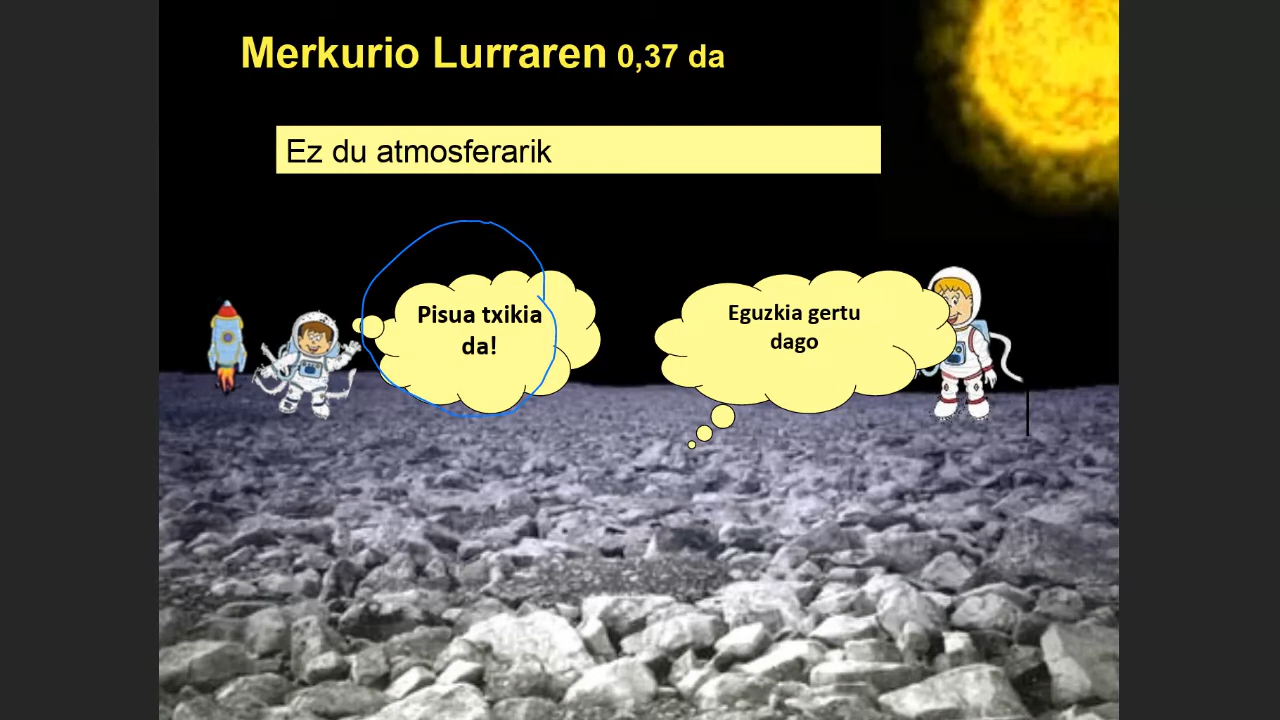 Merkurio Lurraren 0,37 da
Ez du atmosferarik
Pisua txikia
da!
Eguzkia gertu
dago